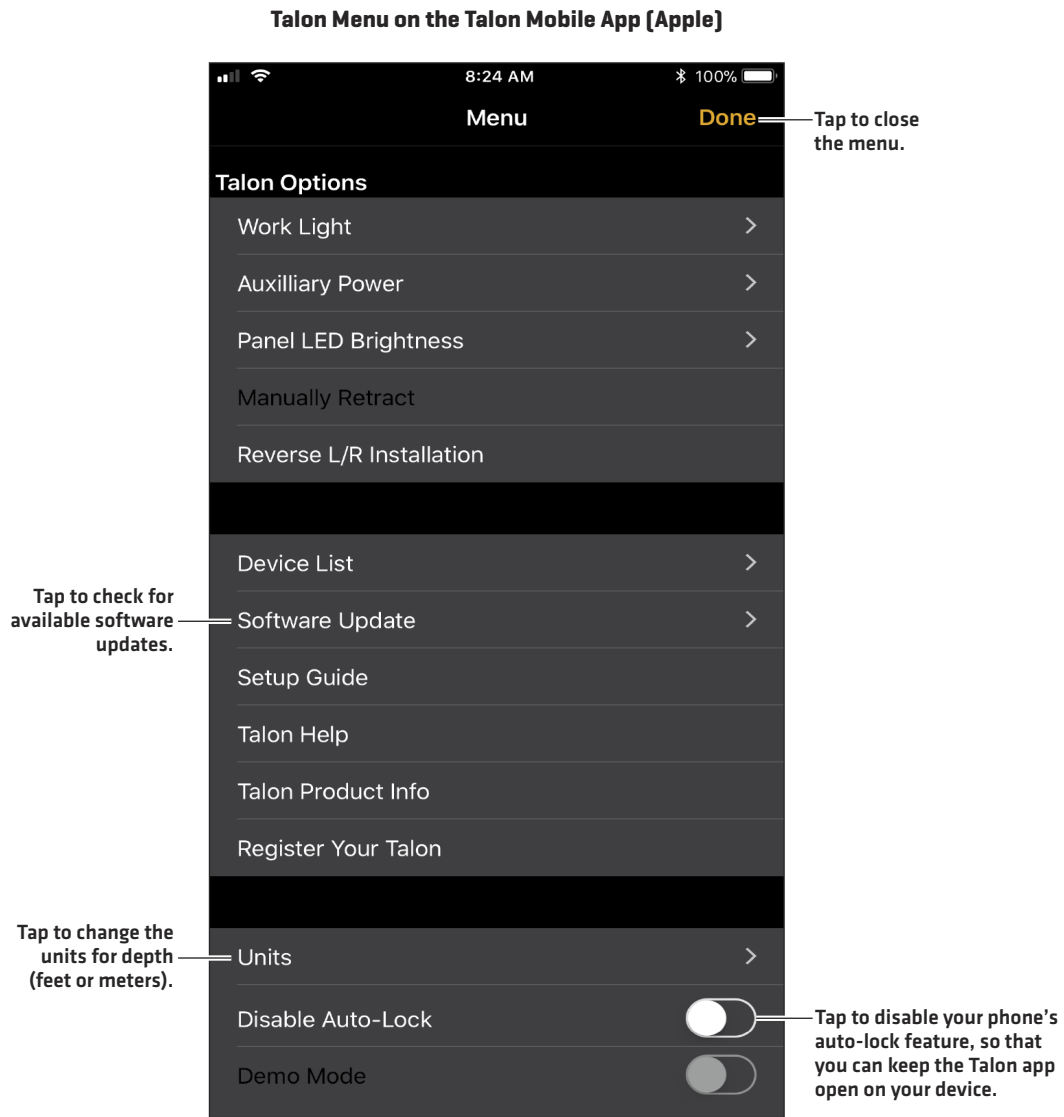 Talon Menu on the Talon Mobile App (Apple)
8:24 AM
100%
Menu
Done
Tap to close
the menu.
Talon Options
Work Light
Auxilliary Power
Panel LED Brightness
Manually Retract
Reverse L/R Installation
Device List
Tap to check for
available software
updates.
Software Update
Setup Guide
Talon Help
Talon Product Info
Register Your Talon
Tap to change the
units for depth
(feet or meters).
Units
Disable Auto-Lock
Tap to disable your phone’s
auto-lock feature, so that
you can keep the Talon app
open on your device.
Demo Mode